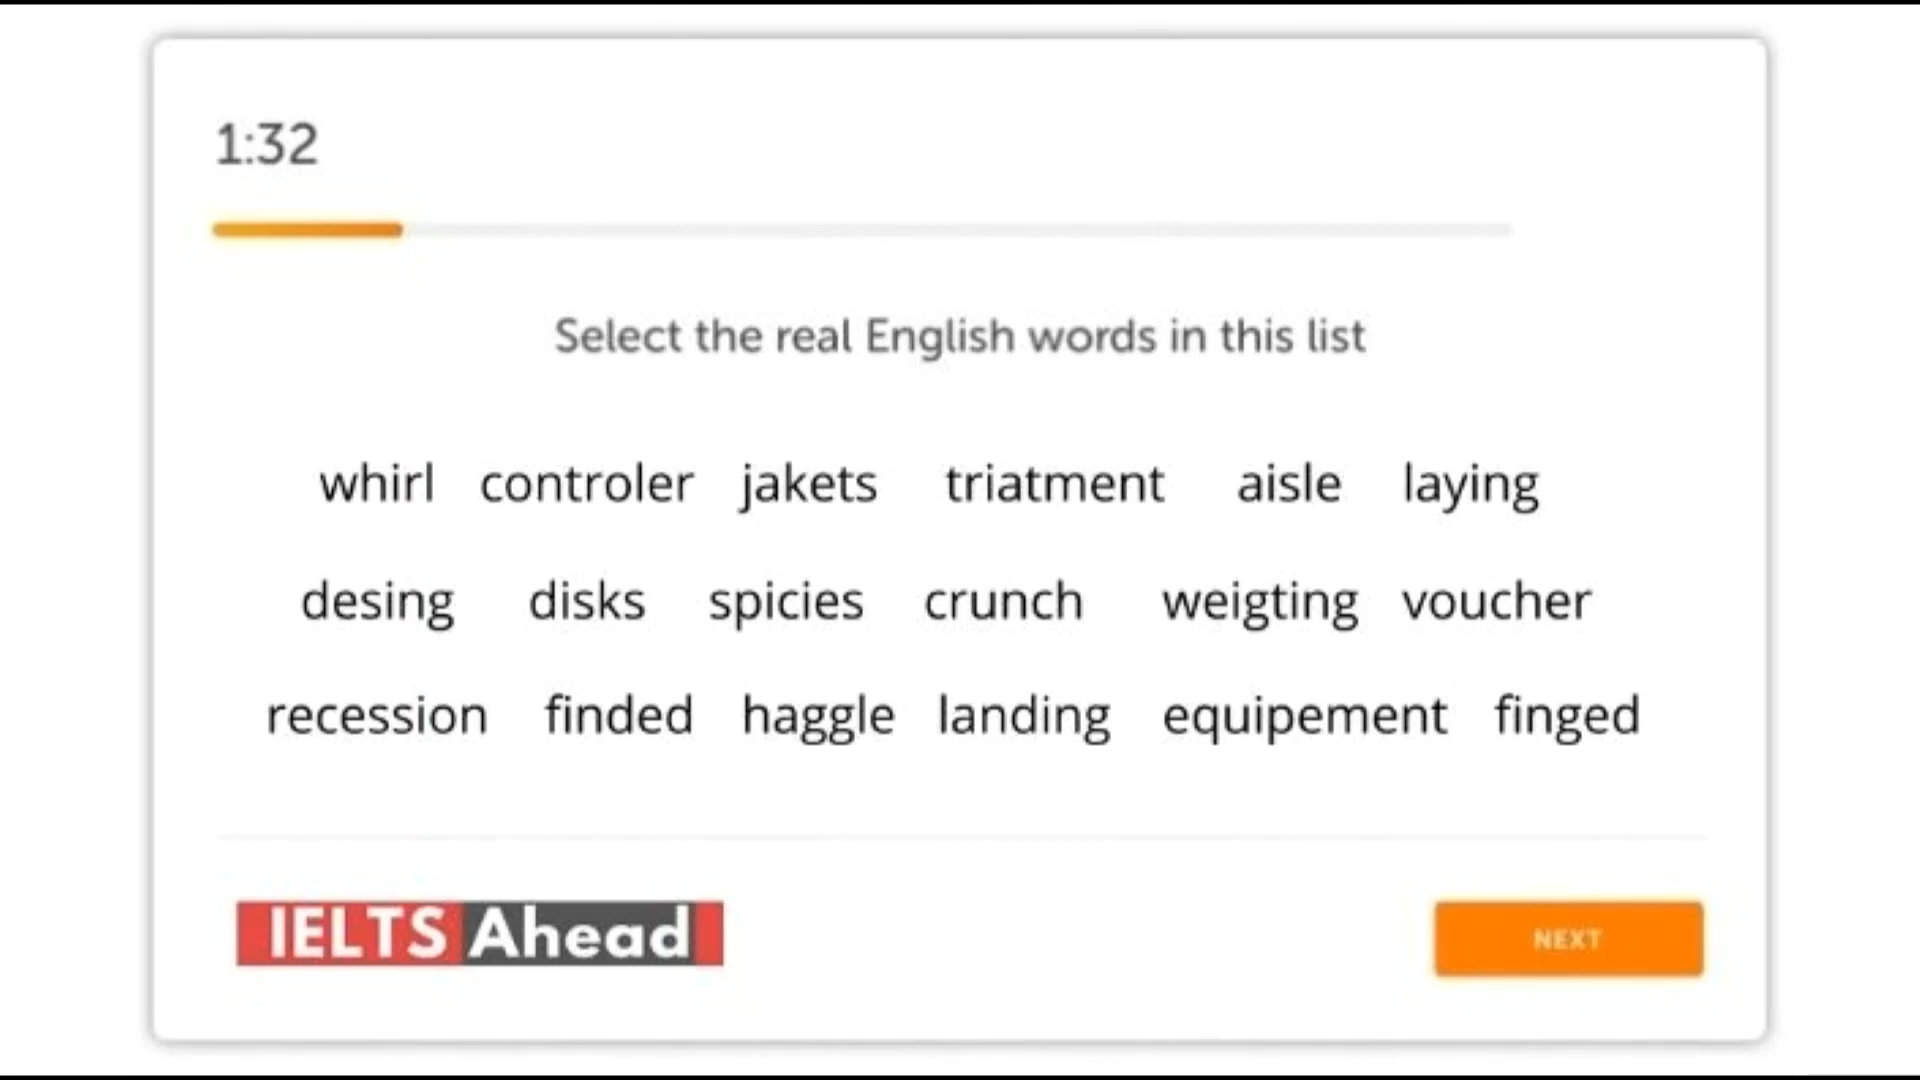 1:32
Select the real English words in this list
whirl controler jakets triatment aisle laying
desing disks spicies crunch weigting voucher
recession finded haggle landing equipement finged
IELTS Ahead
NEXT